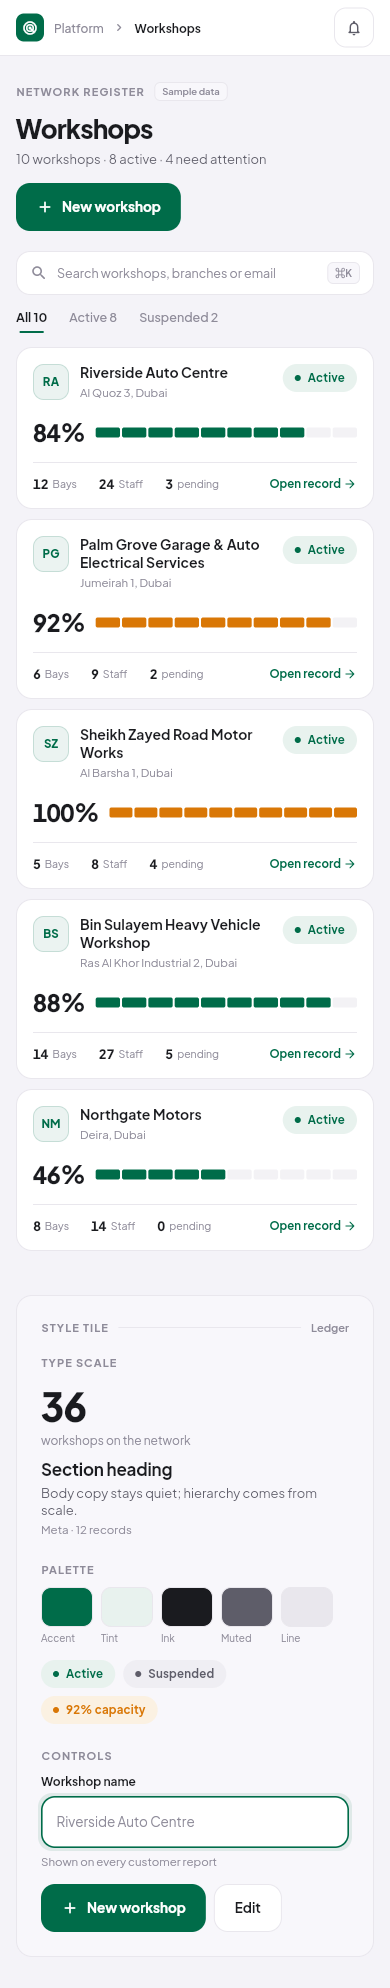 Platform > Workshops
NETWORK REGISTER Sample data
Workshops
10 workshops · 8 active · 4 need attention
+ New workshop
Search workshops, branches or email ⌘K
All 10 Active 8 Suspended 2
RA Riverside Auto Centre Active
Al Quoz 3, Dubai
84%
12 Bays 24 Staff 3 pending Open record →
PG Palm Grove Garage & Auto Active
Electrical Services
Jumeirah 1, Dubai
92%
6 Bays 9 Staff 2 pending Open record →
SZ Sheikh Zayed Road Motor Active
Works
Al Barsha 1, Dubai
100%
5 Bays 8 Staff 4 pending Open record →
BS Bin Sulayem Heavy Vehicle Active
Workshop
Ras Al Khor Industrial 2, Dubai
88%
14 Bays 27 Staff 5 pending Open record →
NM Northgate Motors Active
Deira, Dubai
46%
8 Bays 14 Staff 0 pending Open record →
STYLE TILE Ledger
TYPE SCALE
36
workshops on the network
Section heading
Body copy stays quiet; hierarchy comes from
scale.
Meta · 12 records
PALETTE
Accent Tint Ink Muted Line
Active Suspended
92% capacity
CONTROLS
Workshop name
Riverside Auto Centre
Shown on every customer report
+ New workshop Edit